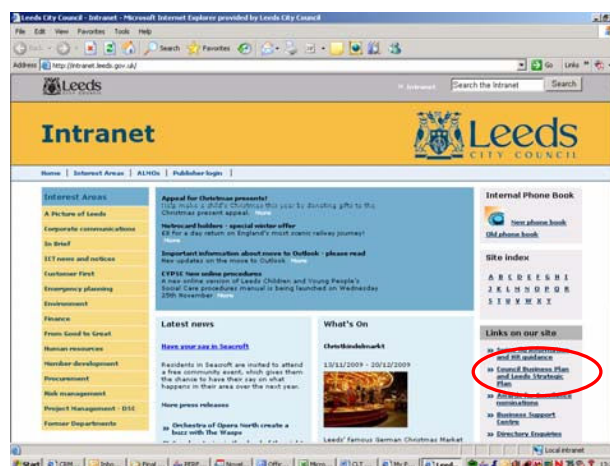 Leeds City Council - Intranet - Microsoft Internet Explorer provided by Leeds City Council
File Edit View Favorites Tools Help
Back Search Favorites
Address http://intranet.leeds.gov.uk/ Go Links
Leeds
CITY COUNCIL
Intranet
Search the Intranet Search
Intranet
Leeds
CITY COUNCIL
Home | Interest Areas | ALMOs | Publisher login |
Interest Areas
A Picture of Leeds
Corporate communications
In Brief
ICT news and notices
Customer First
Emergency planning
Environment
Finance
From Good to Great
Human resources
Member development
Procurement
Risk management
Project Management - DSC
Former Departments
Appeal for Christmas presents!
Help make a child's Christmas this year by donating gifts to the
Christmas present appeal. More
Metrocard holders - special winter offer
£8 for a day return on England's most scenic railway journey!
More
Important information about move to Outlook - please read
New updates on the move to Outlook More
CYPSC New online procedures
A new online version of Leeds Children and Young People's
Social Care procedures manual is being launched on Wednesday
25th November More
Latest news
Have your say in Seacroft
Residents in Seacroft are invited to attend
a free community event, which gives them
the chance to have their say on what
happens in their area over the next year.
More press releases
» Orchestra of Opera North create a
buzz with The Wasps
What's On
Christkindelmarkt
13/11/2009 - 20/12/2009
Leeds' famous German Christmas Market
Internal Phone Book
New phone book
Old phone book
Site index
A B C D E F G H I
J K L M N O P Q R
S T U V W X Y
Links on our site
and HR guidance
» Council Business Plan
and Leeds Strategic
Plan
nominations
» Business Support
Centre
» Directory Enquiries
Local intranet